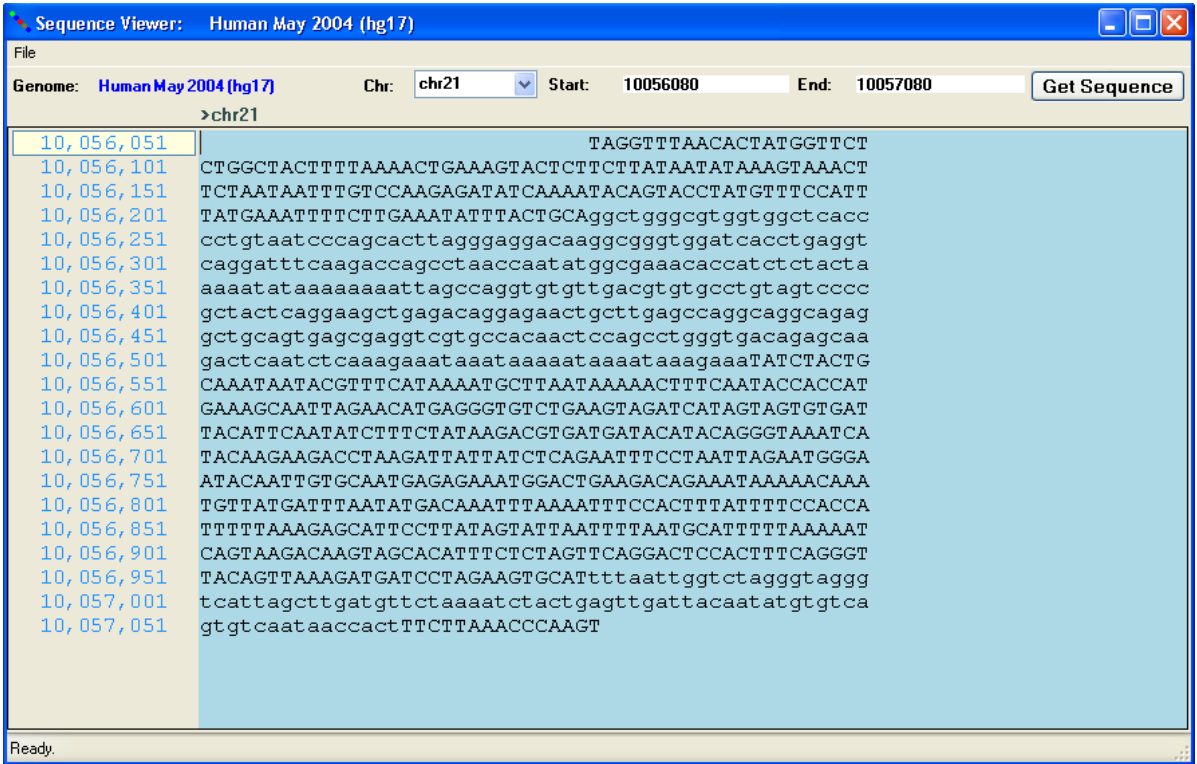 Sequence Viewer: Human May 2004 (hg17)
File
Genome: Human May 2004 (hg17) Chr: chr21 Start: 10056080 End: 10057080 Get Sequence
>chr21
10,056,051 TAGGTTTAACACTATGGTTCT
10,056,101 CTGGCTACTTTTAAAACTGAAAGTACTCTTCTTATAATATAAAGTAAACT
10,056,151 TCTAATAATTTGTCCAAGAGATATCAAAATACAGTACCTATGTTTCCATT
10,056,201 TATGAAATTTTCTTGAAATATTTACTGCAggctgggcgtggtggctcacc
10,056,251 cctgtaatcccagcacttagggaggacaaggcgggtggatcacctgaggt
10,056,301 caggatttcaagaccagcctaaccaatatggcgaaacaccatctctacta
10,056,351 aaaatataaaaaaaattagccaggtgtgttgacgtgtgcctgtagtcccc
10,056,401 gctactcaggaagctgagacaggagaactgcttgagccaggcaggcagag
10,056,451 gctgcagtgagcgaggtcgtgccacaactccagcctgggtgacagagcaa
10,056,501 gactcaatctcaaagaaataaataaaaataaaataaagaaaTATCTACTG
10,056,551 CAAATAATACGTTTCATAAAATGCTTAATAAAAACTTTCAATACCACCAT
10,056,601 GAAAGCAATTAGAACATGAGGGTGTCTGAAGTAGATCATAGTAGTGTGAT
10,056,651 TACATTCAATATCTTTCTATAAGACGTGATGATACATACAGGGTAAATCA
10,056,701 TACAAGAAGACCTAAGATTATTATCTCAGAATTTCCTAATTAGAATGGGA
10,056,751 ATACAATTGTGCAATGAGAGAAATGGACTGAAGACAGAAATAAAAACAAA
10,056,801 TGTTATGATTTAATATGACAAATTTAAAATTTCCACTTTATTTTCCACCA
10,056,851 TTTTTAAAGAGCATTCCTTATAGTATTAATTTTAATGCATTTTTAAAAAT
10,056,901 CAGTAAGACAAGTAGCACATTTCTCTAGTTCAGGACTCCACTTTCAGGGT
10,056,951 TACAGTTAAAGATGATCCTAGAAGTGCATtttaattggtctagggtaggg
10,057,001 tcattagcttgatgttctaaaatctactgagttgattacaatatgtgtca
10,057,051 gtgtcaataaccactTTCTTAAACCCAAGT
Ready.